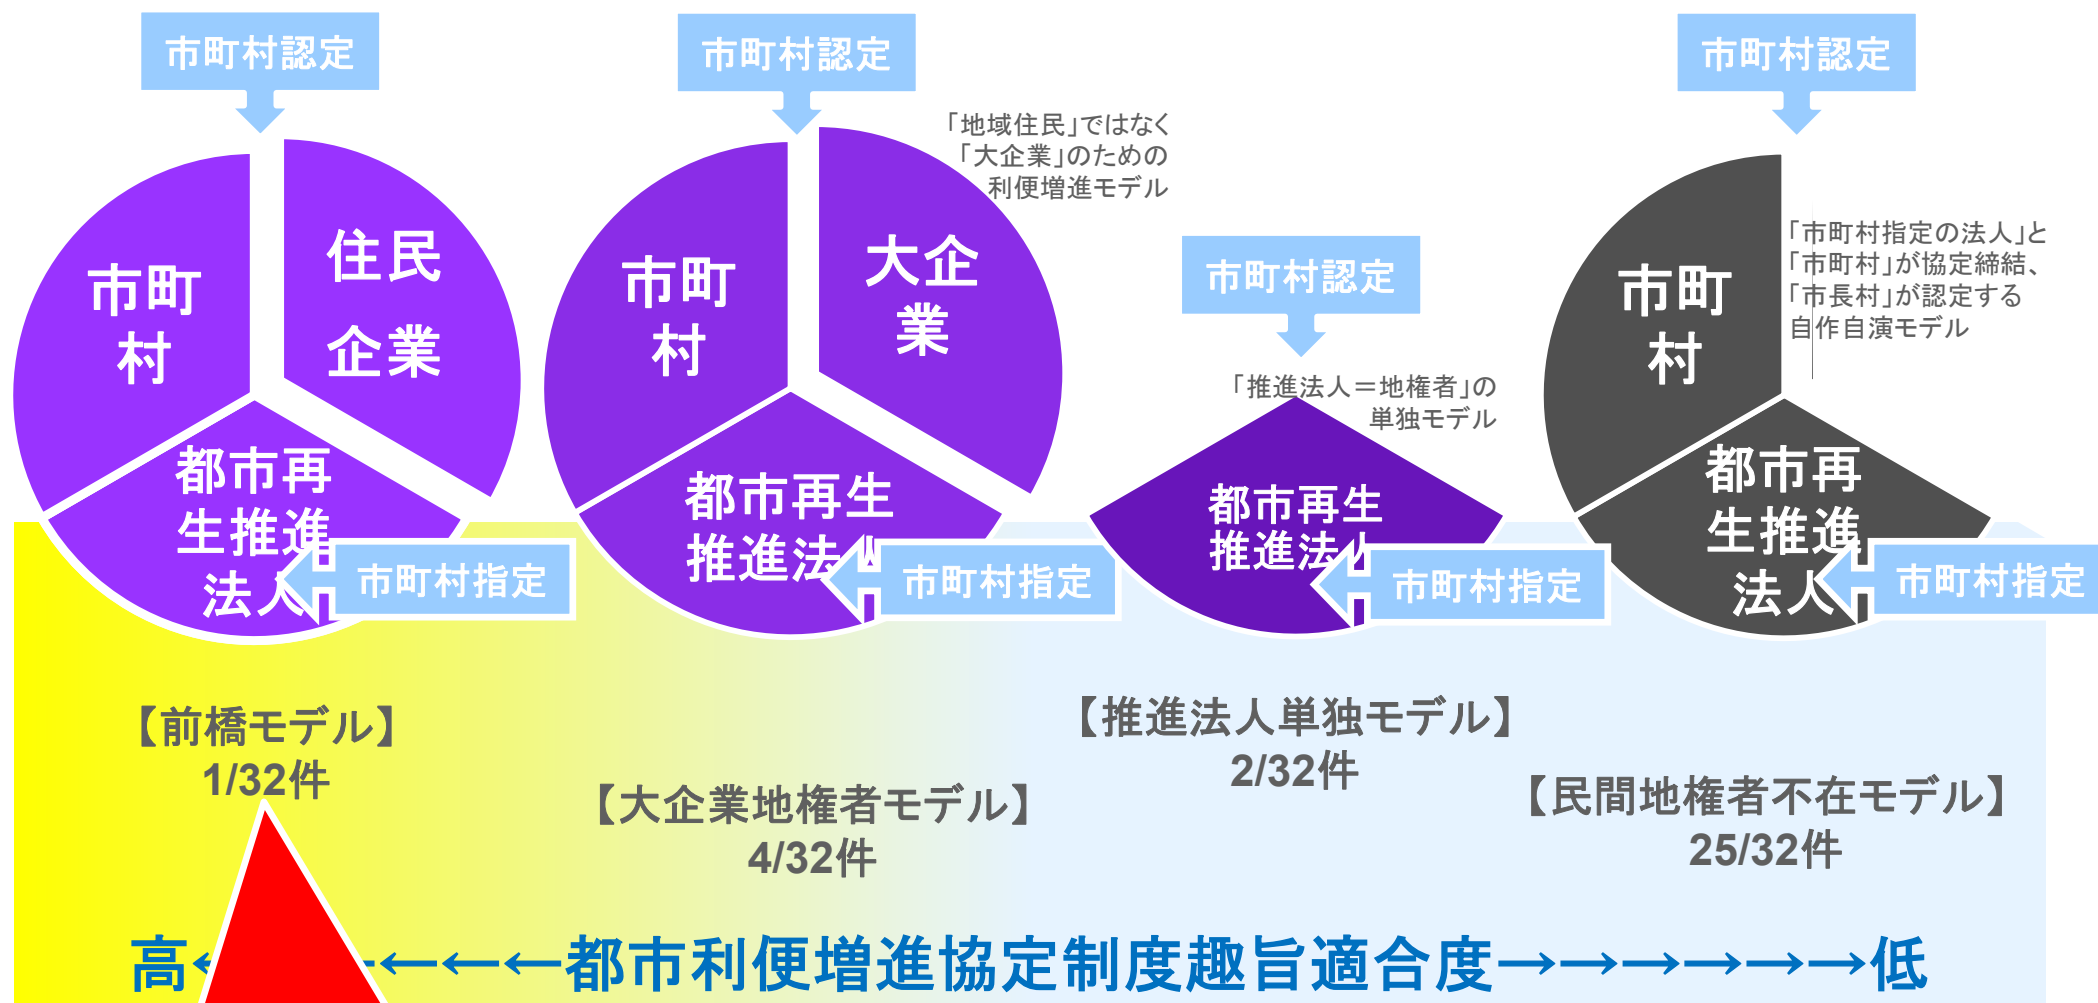 市町村認定
市町
村
住民
企業
都市再
生推進
法人
市町村指定
【前橋モデル】
1/32件
市町村認定
「地域住民」ではなく
「大企業」のための
利便増進モデル
市町
村
大企
業
都市再生
推進法人
市町村指定
【大企業地権者モデル】
4/32件
市町村認定
「推進法人＝地権者」の
単独モデル
都市再生
推進法人
市町村指定
【推進法人単独モデル】
2/32件
市町村認定
「市町村指定の法人」と
「市町村」が協定締結、
「市長村」が認定する
自作自演モデル
市町
村
都市再
生推進
法人
市町村指定
【民間地権者不在モデル】
25/32件
高←←←←←←都市利便増進協定制度趣旨適合度→→→→→→低